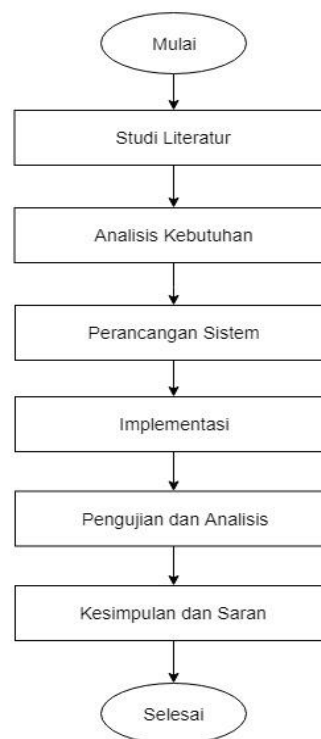 Mulai
Studi Literatur
Analisis Kebutuhan
Perancangan Sistem
Implementasi
Pengujian dan Analisis
Kesimpulan dan Saran
Selesai